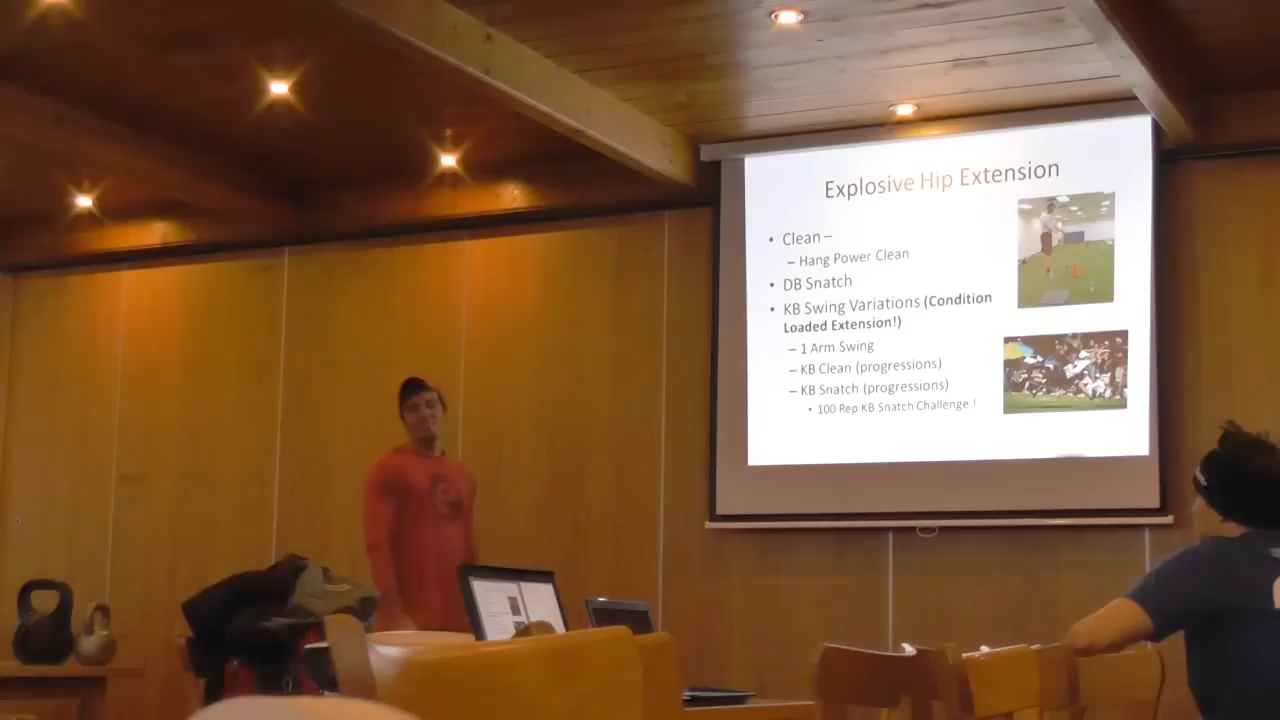 Explosive Hip Extension
• Clean –
– Hang Power Clean
• DB Snatch
• KB Swing Variations (Condition
Loaded Extension!)
– 1 Arm Swing
– KB Clean (progressions)
– KB Snatch (progressions)
• 100 Rep KB Snatch Challenge !